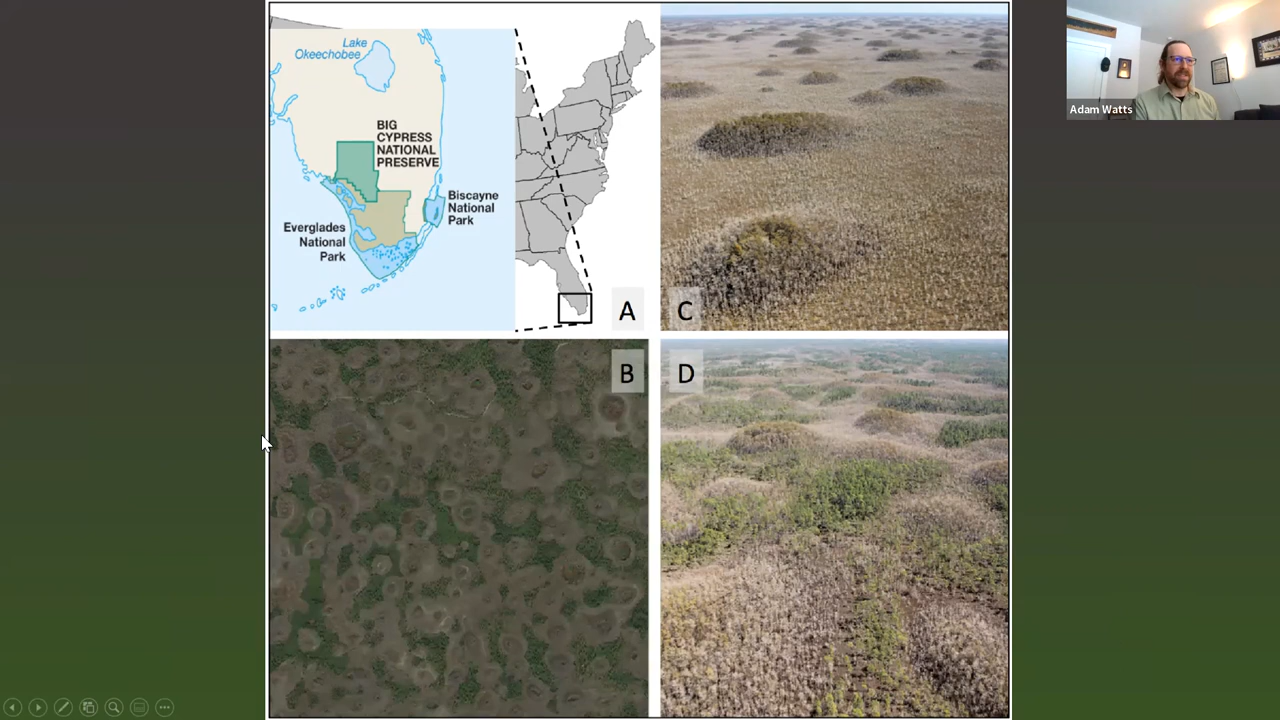 Lake
Okeechobee
BIG
CYPRESS
NATIONAL
PRESERVE
Biscayne
National
Park
Everglades
National
Park
A
C
B
D
Adam Watts